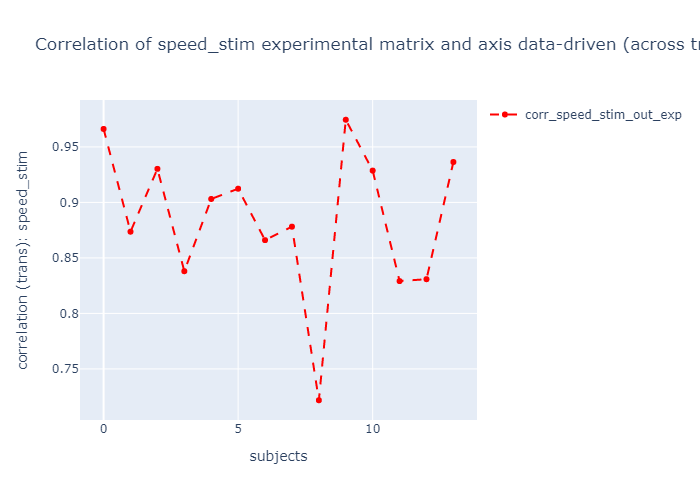 Correlation of speed_stim experimental matrix and axis data-driven (across
corr_speed_stim_out_exp
correlation (trans): speed_stim
0.95
0.9
0.85
0.8
0.75
0
5
10
subjects